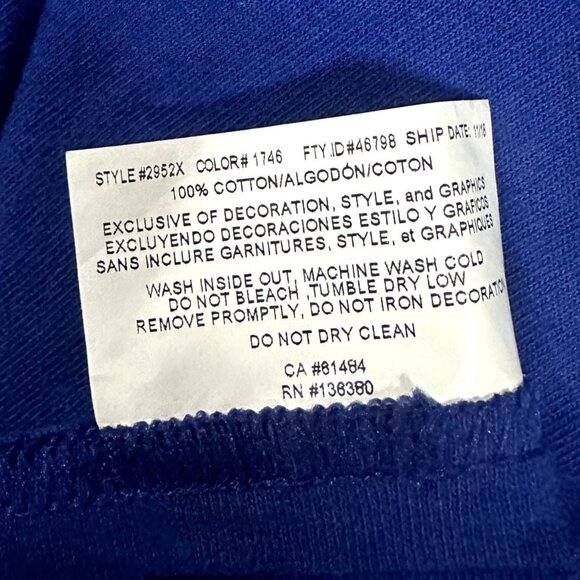 STYLE #2952X COLOR# 1746 FTY.ID#46798 SHIP DATE: 11/18
100% COTTON/ALGODÓN/COTON
EXCLUSIVE OF DECORATION, STYLE, and GRAPHICS
EXCLUYENDO DECORACIONES ESTILO Y GRAFICOS
SANS INCLURE GARNITURES, STYLE, et GRAPHIQUES
WASH INSIDE OUT, MACHINE WASH COLD
DO NOT BLEACH ,TUMBLE DRY LOW
REMOVE PROMPTLY, DO NOT IRON DECORATION
DO NOT DRY CLEAN
CA #61464
RN #136380